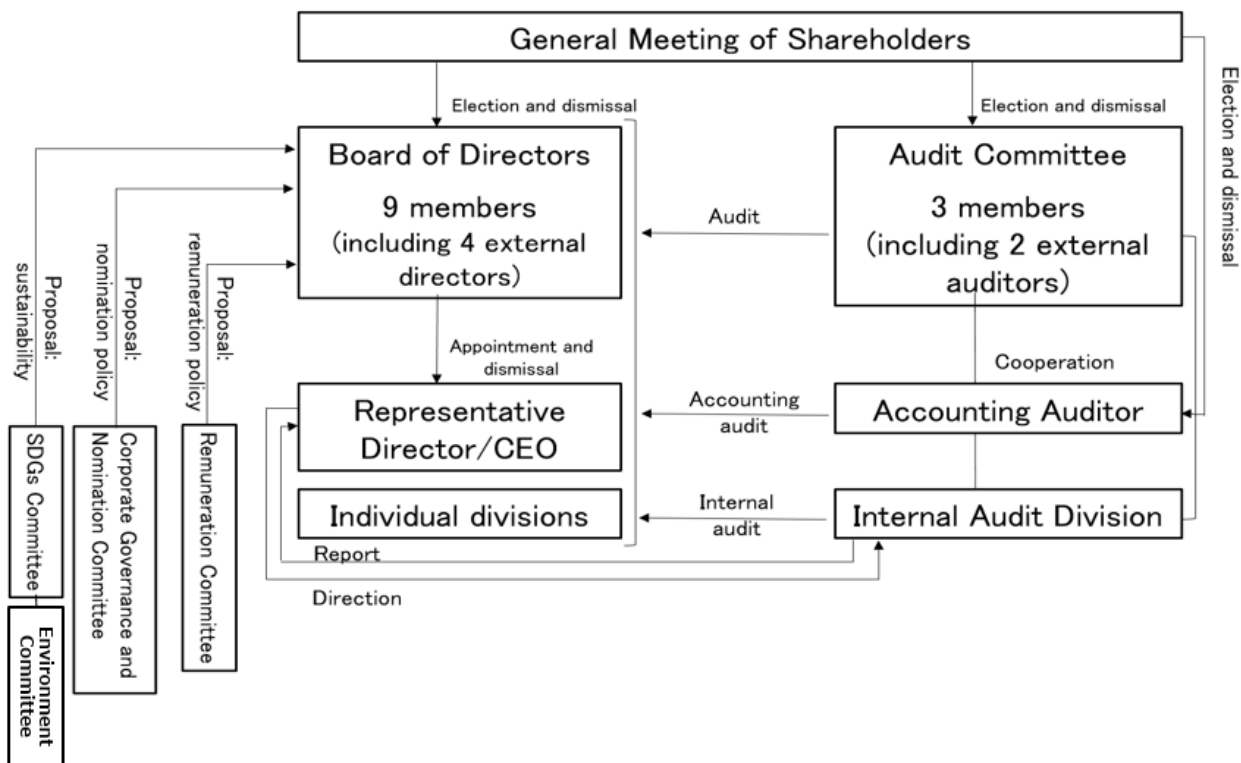 General Meeting of Shareholders
Election and dismissal
Election and dismissal
Election and dismissal
Board of Directors
9 members
(including 4 external
directors)
Audit Committee
3 members
(including 2 external
auditors)
Audit
Proposal:
sustainability
Proposal:
nomination policy
Proposal:
remuneration policy
Appointment and
dismissal
Cooperation
Representative
Director/CEO
Accounting
audit
Accounting Auditor
Individual divisions
Internal
audit
Internal Audit Division
Report
Direction
SDGs Committee
Corporate Governance and
Nomination Committee
Remuneration Committee
Environment
Committee